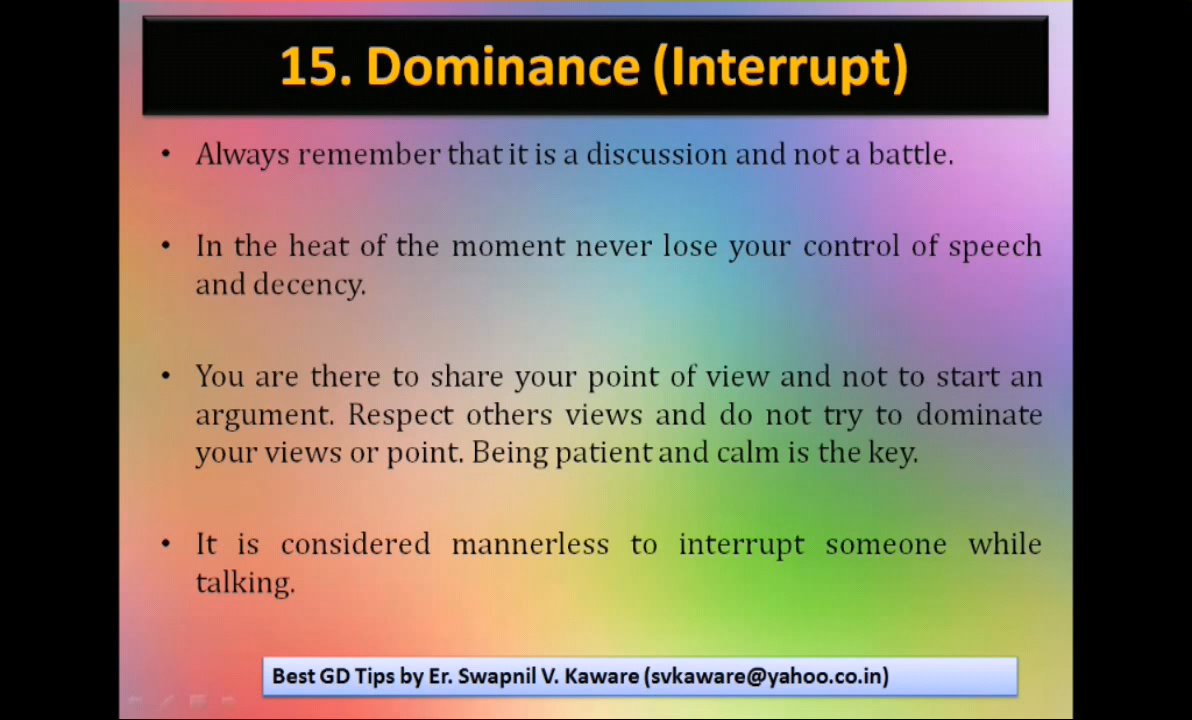 15. Dominance (Interrupt)
• Always remember that it is a discussion and not a battle.
• In the heat of the moment never lose your control of speech
and decency.
• You are there to share your point of view and not to start an
argument. Respect others views and do not try to dominate
your views or point. Being patient and calm is the key.
• It is considered mannerless to interrupt someone while
talking.
Best GD Tips by Er. Swapnil V. Kaware (svkaware@yahoo.co.in)